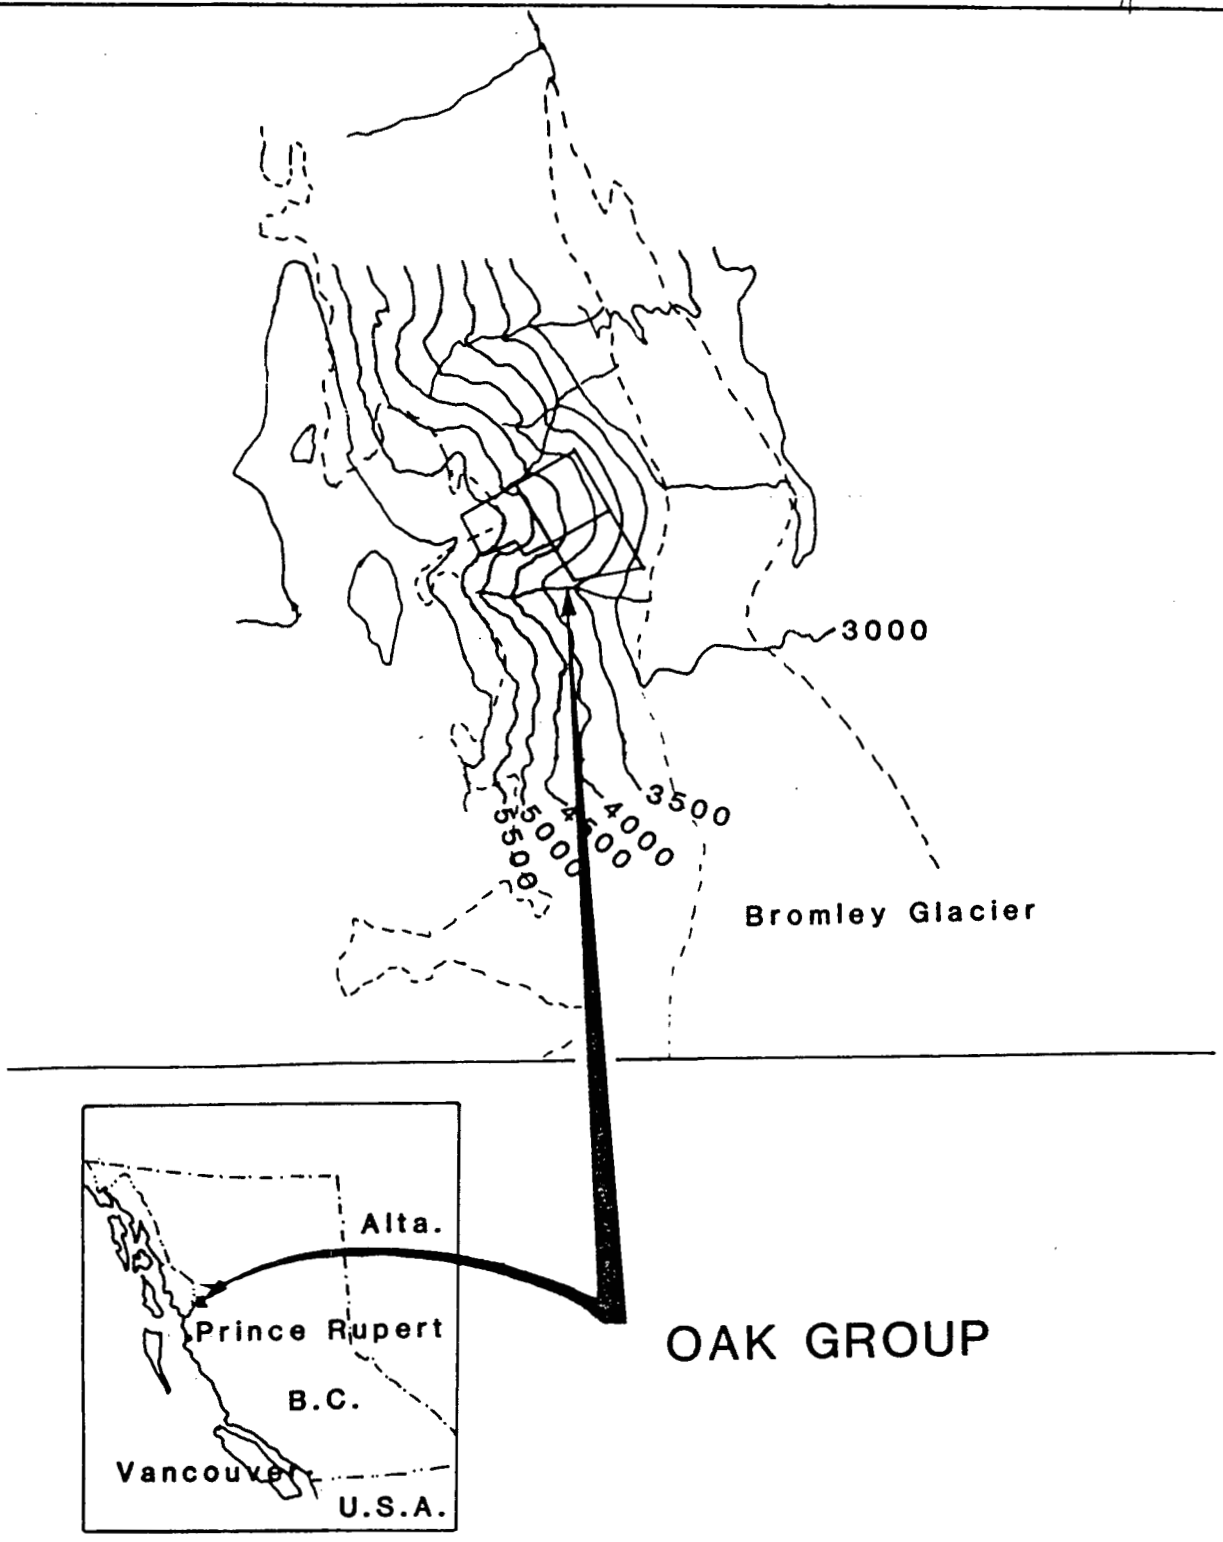 3000
3500
4000
4500
5000
5500
Bromley Glacier
Alta.
Prince Rupert
OAK GROUP
B.C.
Vancouver
U.S.A.